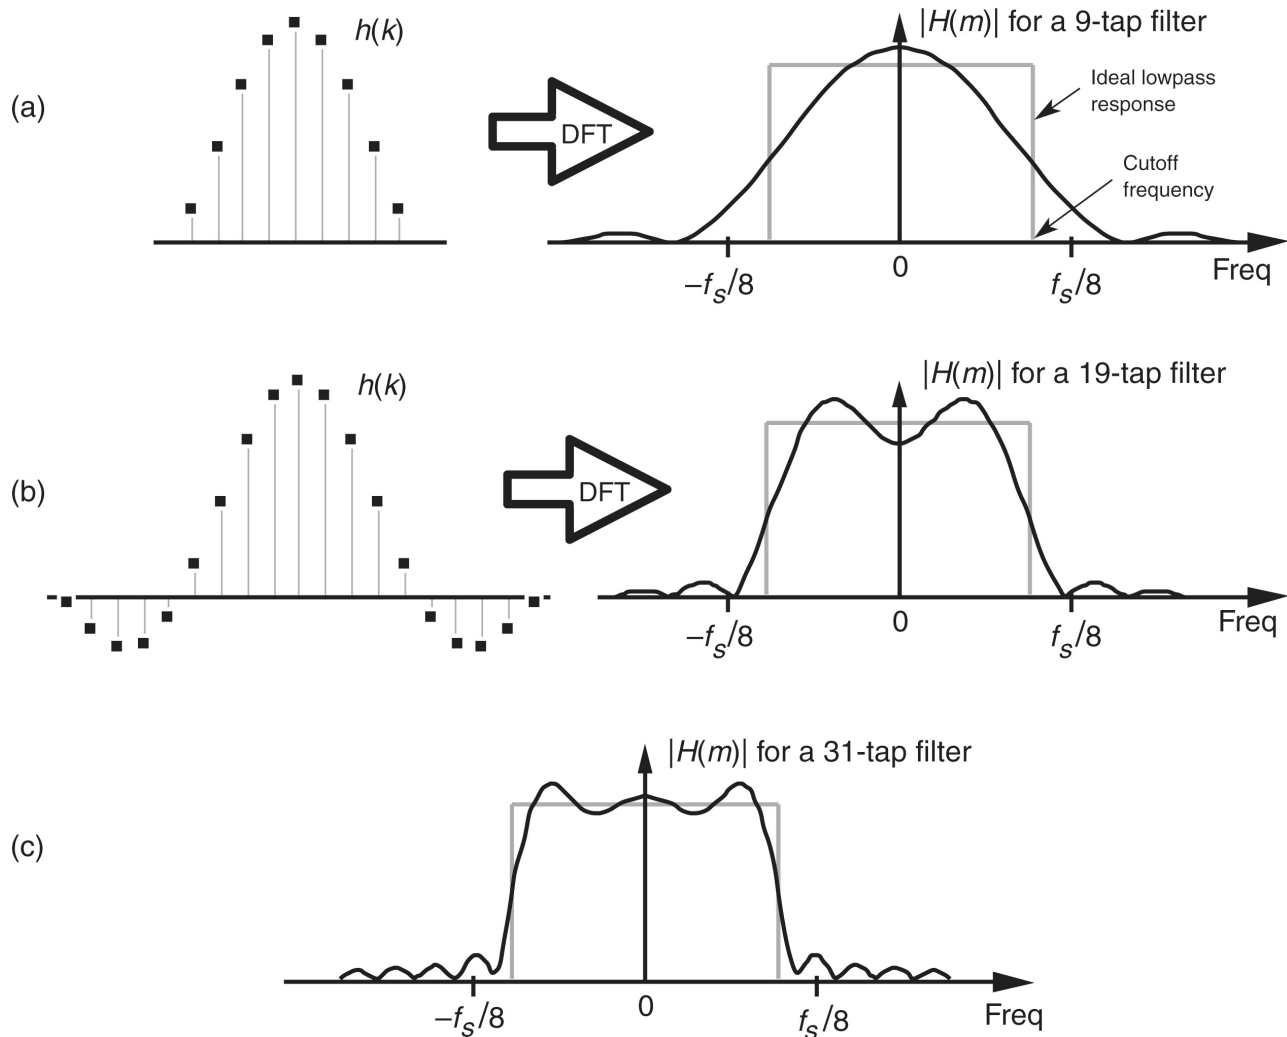 (a)
h(k)
DFT
|H(m)| for a 9-tap filter
Ideal lowpass
response
Cutoff
frequency
–fs/8
0
fs/8
Freq
(b)
h(k)
DFT
|H(m)| for a 19-tap filter
–fs/8
0
fs/8
Freq
(c)
|H(m)| for a 31-tap filter
–fs/8
0
fs/8
Freq